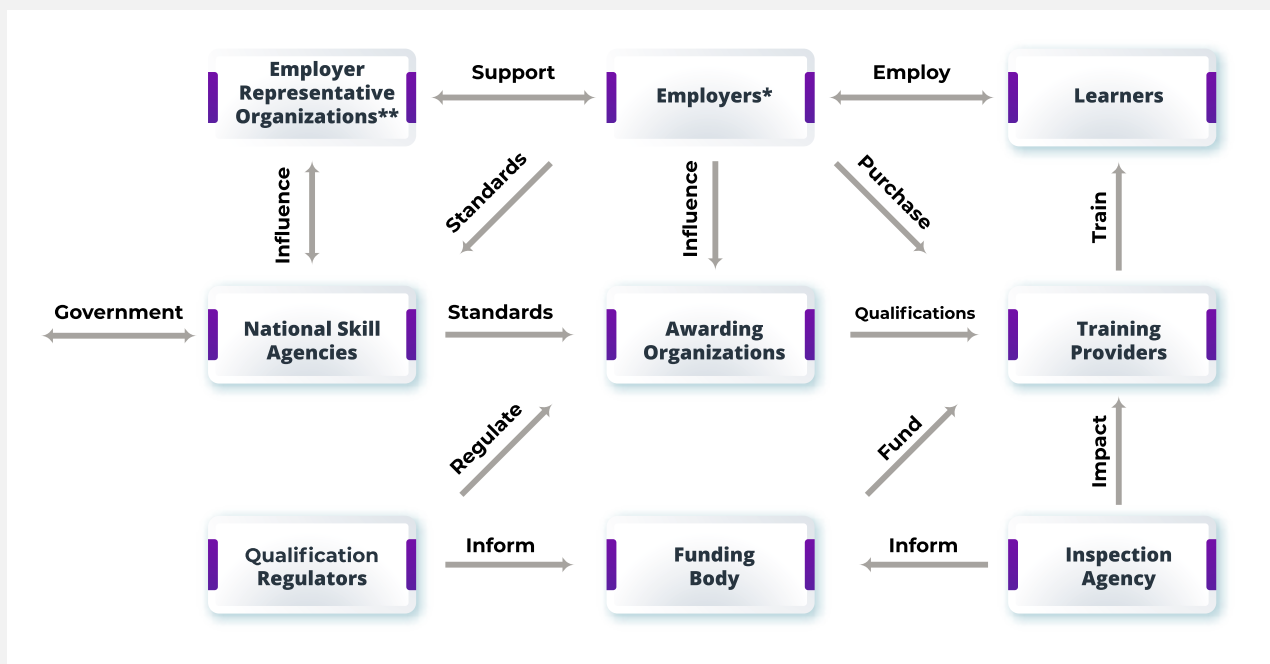 Employer
Representative
Organizations**
Support
Employers*
Employ
Learners
Influence
Standards
Influence
Purchase
Train
Government
National Skill
Agencies
Standards
Awarding
Organizations
Qualifications
Training
Providers
Regulate
Fund
Impact
Qualification
Regulators
Inform
Funding
Body
Inform
Inspection
Agency